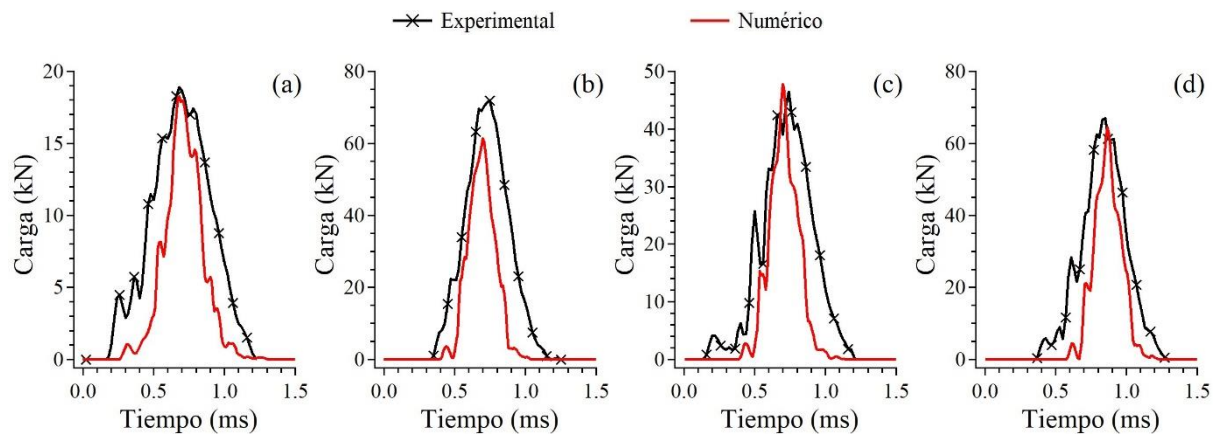 Experimental Numérico
(a) (b) (c) (d)
20 80 50 80
15 60 40 60
10 40 30 40
5 20 20 20
0 0 10 0
0
Carga (kN) Carga (kN) Carga (kN) Carga (kN)
0.0 0.5 1.0 1.5 0.0 0.5 1.0 1.5 0.0 0.5 1.0 1.5 0.0 0.5 1.0 1.5
Tiempo (ms) Tiempo (ms) Tiempo (ms) Tiempo (ms)